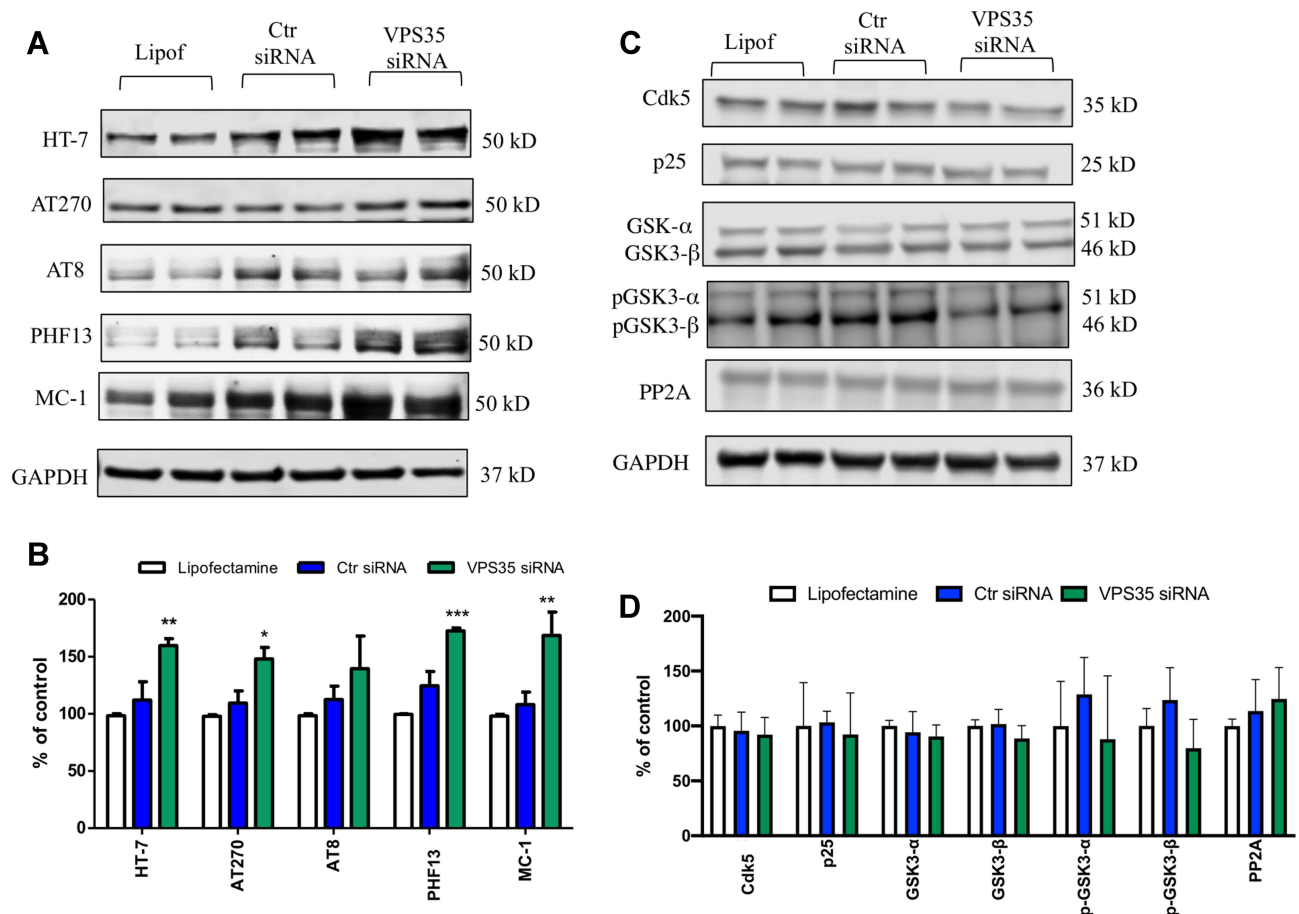 A
Lipof
Ctr
siRNA
VPS35
siRNA
HT-7
50 kD
AT270
50 kD
AT8
50 kD
PHF13
50 kD
MC-1
50 kD
GAPDH
37 kD
B
Lipofectamine
Ctr siRNA
VPS35 siRNA
% of control
200
150
100
50
0
**
*
***
**
HT-7
AT270
AT8
PHF13
MC-1
C
Lipof
Ctr
siRNA
VPS35
siRNA
Cdk5
35 kD
p25
25 kD
GSK-α
51 kD
GSK3-β
46 kD
pGSK3-α
51 kD
pGSK3-β
46 kD
PP2A
36 kD
GAPDH
37 kD
D
Lipofectamine
Ctr siRNA
VPS35 siRNA
% of control
200
150
100
50
0
Cdk5
p25
GSK3-α
GSK3-β
p-GSK3-α
p-GSK3-β
PP2A